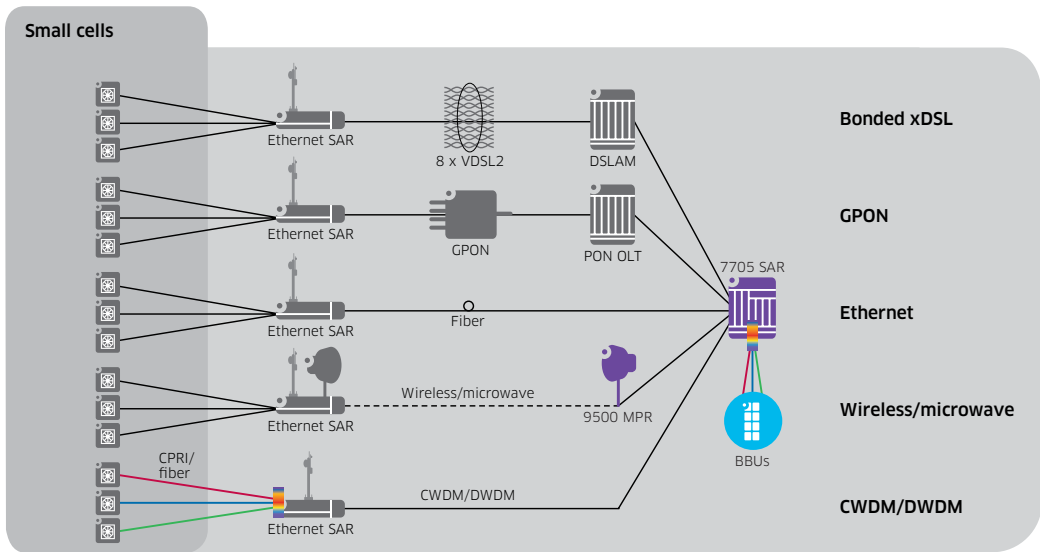 Small cells
Ethernet SAR
8 x VDSL2
DSLAM
Bonded xDSL
Ethernet SAR
GPON
PON OLT
GPON
7705 SAR
Ethernet SAR
Fiber
Ethernet
Ethernet SAR
Wireless/microwave
9500 MPR
Wireless/microwave
BBUs
CPRI/
fiber
Ethernet SAR
CWDM/DWDM
CWDM/DWDM